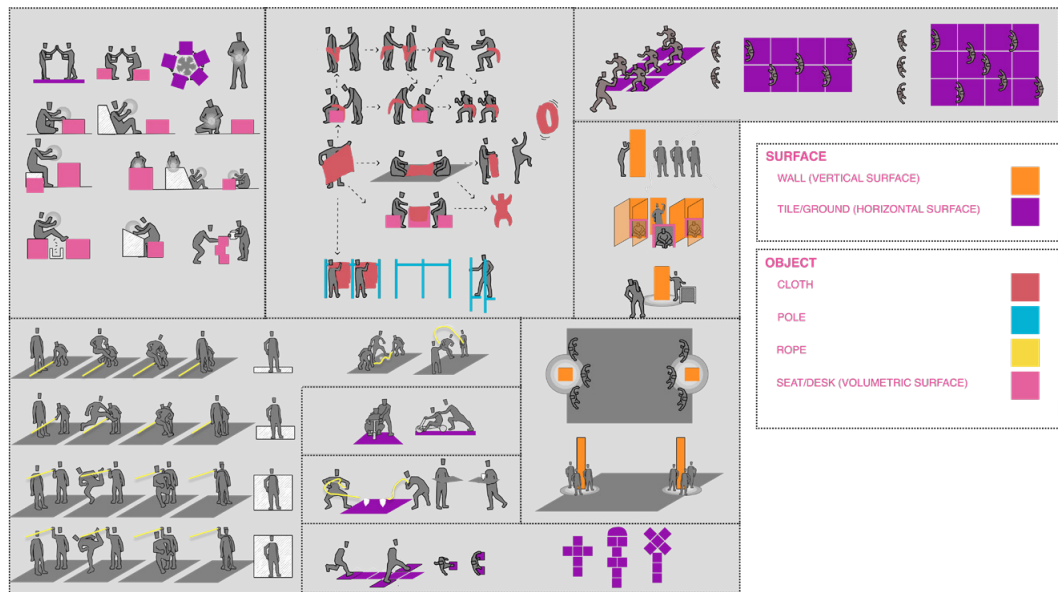 SURFACE
WALL (VERTICAL SURFACE)
TILE/GROUND (HORIZONTAL SURFACE)
OBJECT
CLOTH
POLE
ROPE
SEAT/DESK (VOLUMETRIC SURFACE)